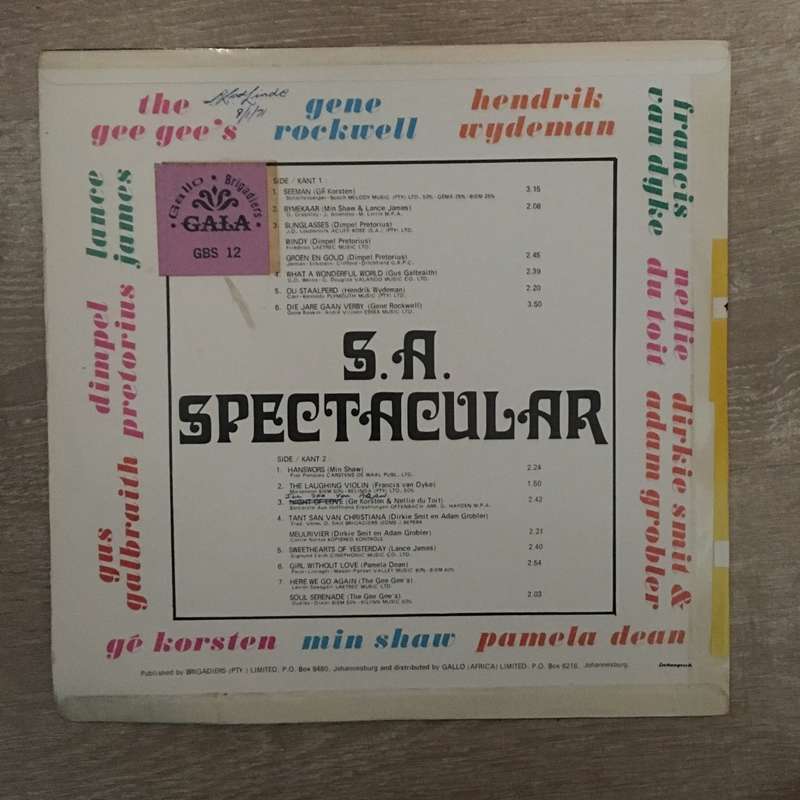 the gee gee's
gene rockwell
hendrik wydeman
francis van dyke
lance james
nellie du toit
dimpel pretorius
dirkie smit & adam grobler
gus galbraith
gé korsten
min shaw
pamela dean
9/1/71
Gallo Brigadiers
GALA
GBS 12
SIDE / KANT 1
1. SEEMAN (Gé Korsten) 3.15
2. BYMEKAAR (Min Shaw & Lance James) 2.08
3. SUNGLASSES (Dimpel Pretorius)
WINDY (Dimpel Pretorius)
GROEN EN GOUD (Dimpel Pretorius) 2.45
4. WHAT A WONDERFUL WORLD (Gus Galbraith) 2.39
5. OU STAALPERD (Hendrik Wydeman) 2.20
6. DIE JARE GAAN VERBY (Gene Rockwell) 3.50
S.A.
SPECTACULAR
SIDE / KANT 2
1. HANSWORS (Min Shaw) 2.24
2. THE LAUGHING VIOLIN (Francis van Dyke) 1.50
I'll See You Again
3. NIGHT OF LOVE (Ge Korsten & Nellie du Toit) 2.42
4. TANT SAN VAN CHRISTIANA (Dirkie Smit en Adam Grobler)
MEULRIVIER (Dirkie Smit en Adam Grobler) 2.21
5. SWEETHEARTS OF YESTERDAY (Lance James) 2.40
6. GIRL WITHOUT LOVE (Pamela Dean) 2.54
7. HERE WE GO AGAIN (The Gee Gee's)
SOUL SERENADE (The Gee Gee's) 2.03
Published by BRIGADIERS (PTY.) LIMITED, P.O. Box 8480, Johannesburg and distributed by GALLO (AFRICA) LIMITED, P.O. Box 6216, Johannesburg.